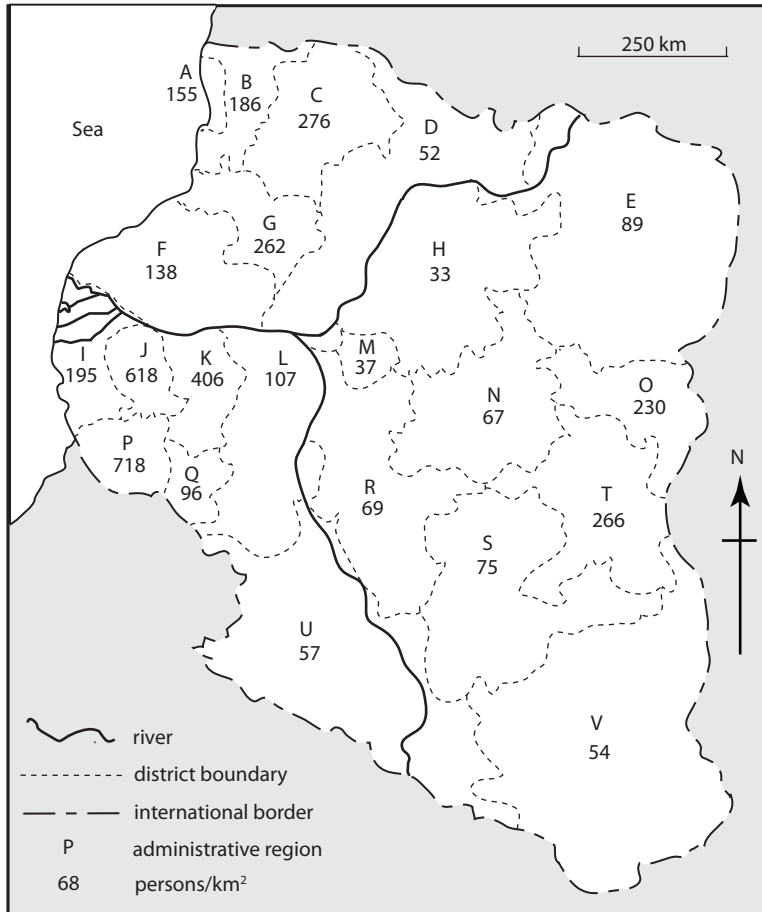 250 km
A
155
B
186
C
276
Sea
D
52
E
89
F
138
G
262
H
33
I
195
J
618
K
406
L
107
M
37
N
67
O
230
P
718
Q
96
R
69
S
75
T
266
N
U
57
V
54
river
district boundary
international border
P administrative region
68 persons/km²